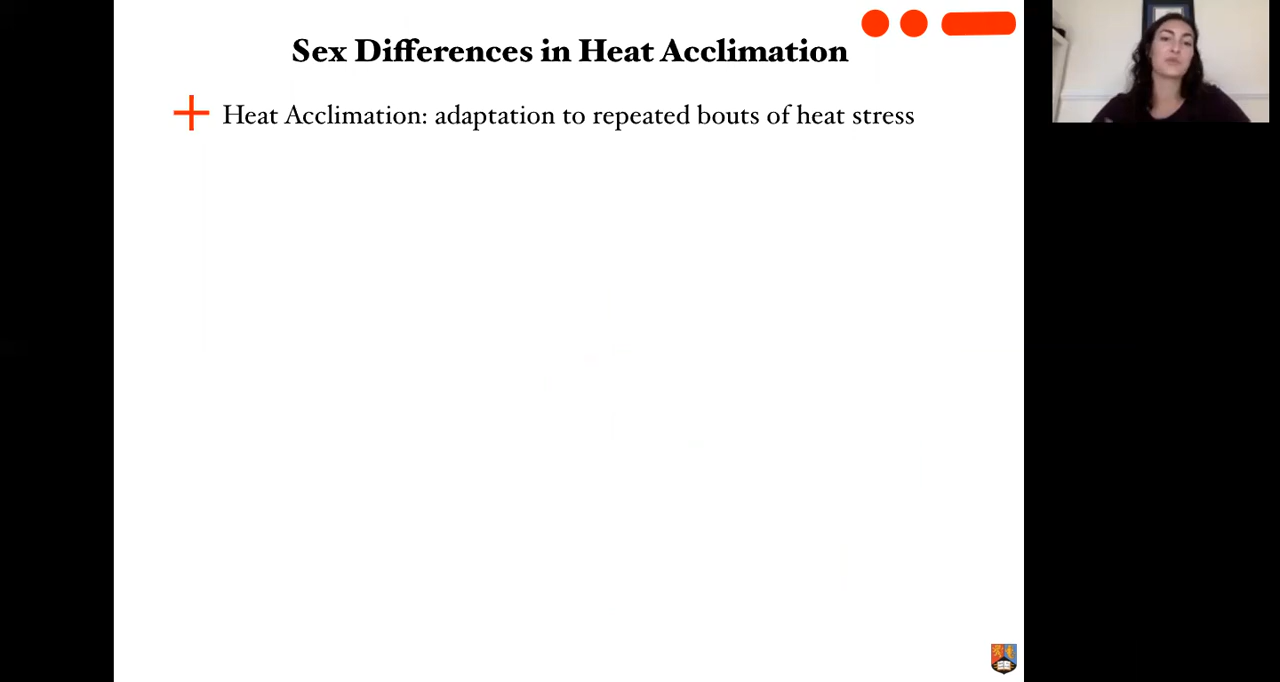 Sex Differences in Heat Acclimation
Heat Acclimation: adaptation to repeated bouts of heat stress